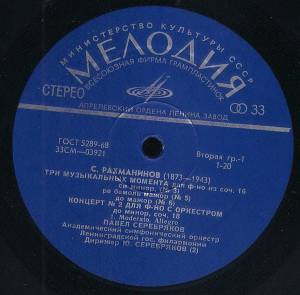 МИНИСТЕРСТВО КУЛЬТУРЫ СССР
МЕЛОДИЯ
ВСЕСОЮЗНАЯ ФИРМА ГРАМПЛАСТИНОК
СТЕРЕО
33
АПРЕЛЕВСКИЙ ОРДЕНА ЛЕНИНА ЗАВОД
ГОСТ 5289-68
33СМ—03921
Вторая гр.-1
1-20
С. РАХМАНИНОВ (1873—1943)
ТРИ МУЗЫКАЛЬНЫХ МОМЕНТА для ф-но из соч. 16
си минор, (№ 3)
ре бемоль мажор (№ 5)
до мажор (№ 6)
КОНЦЕРТ № 2 ДЛЯ Ф-НО С ОРКЕСТРОМ
до минор, соч. 18
I. Moderato, Allegro
ПАВЕЛ СЕРЕБРЯКОВ
Академический симфонический оркестр
Ленинградской гос. филармонии
Дирижер Ю. СЕРЕБРЯКОВ (2)